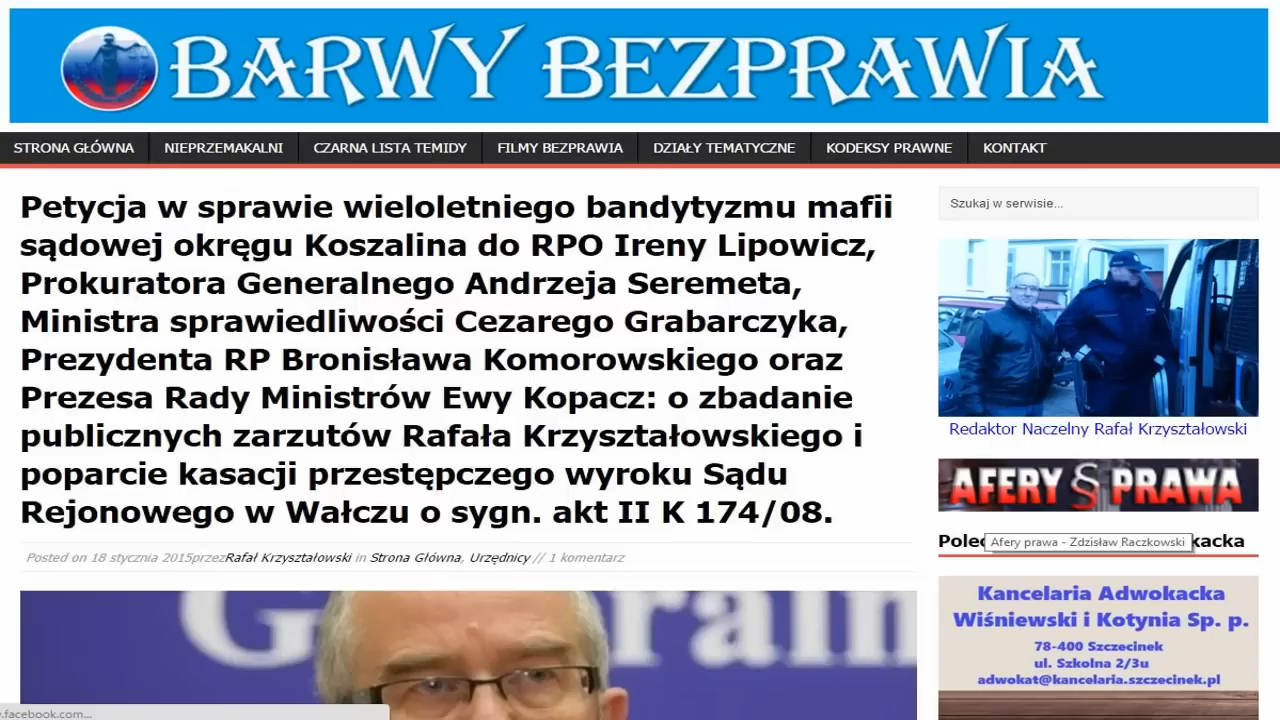 BARWY BEZPRAWIA
STRONA GŁÓWNA
NIEPRZEMAKALNI
CZARNA LISTA TEMIDY
FILMY BEZPRAWIA
DZIAŁY TEMATYCZNE
KODEKSY PRAWNE
KONTAKT
Petycja w sprawie wieloletniego bandytyzmu mafii
sądowej okręgu Koszalina do RPO Ireny Lipowicz,
Prokuratora Generalnego Andrzeja Seremeta,
Ministra sprawiedliwości Cezarego Grabarczyka,
Prezydenta RP Bronisława Komorowskiego oraz
Prezesa Rady Ministrów Ewy Kopacz: o zbadanie
publicznych zarzutów Rafała Krzyształowskiego i
poparcie kasacji przestępczego wyroku Sądu
Rejonowego w Wałczu o sygn. akt II K 174/08.
Posted on 18 stycznia 2015przezRafał Krzyształowski in Strona Główna, Urzędnicy // 1 komentarz
Szukaj w serwisie...
Redaktor Naczelny Rafał Krzyształowski
AFERY § PRAWA
Afery prawa - Zdzisław Raczkowski
Kancelaria Adwokacka
Wiśniewski i Kotynia Sp. p.
78-400 Szczecinek
ul. Szkolna 2/3u
adwokat@kancelaria.szczecinek.pl
.facebook.com...